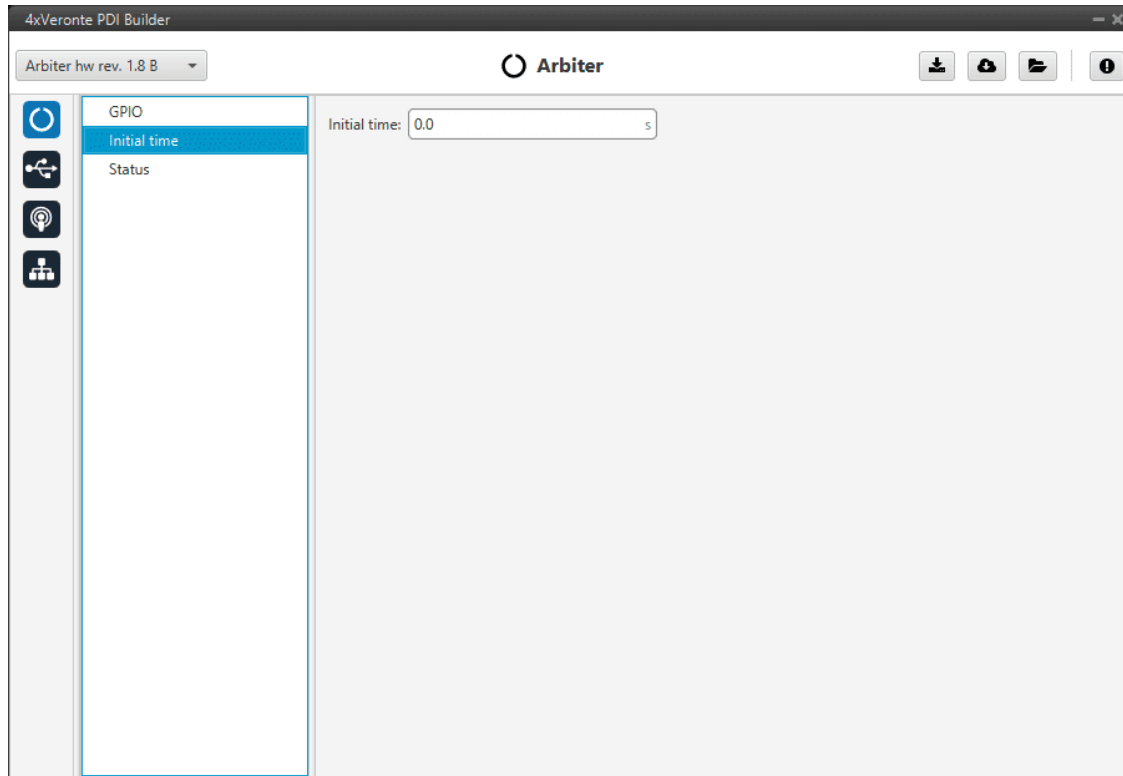 4xVeronte PDI Builder
Arbiter hw rev. 1.8 B
Arbiter
GPIO
Initial time
Status
Initial time: 0.0 s